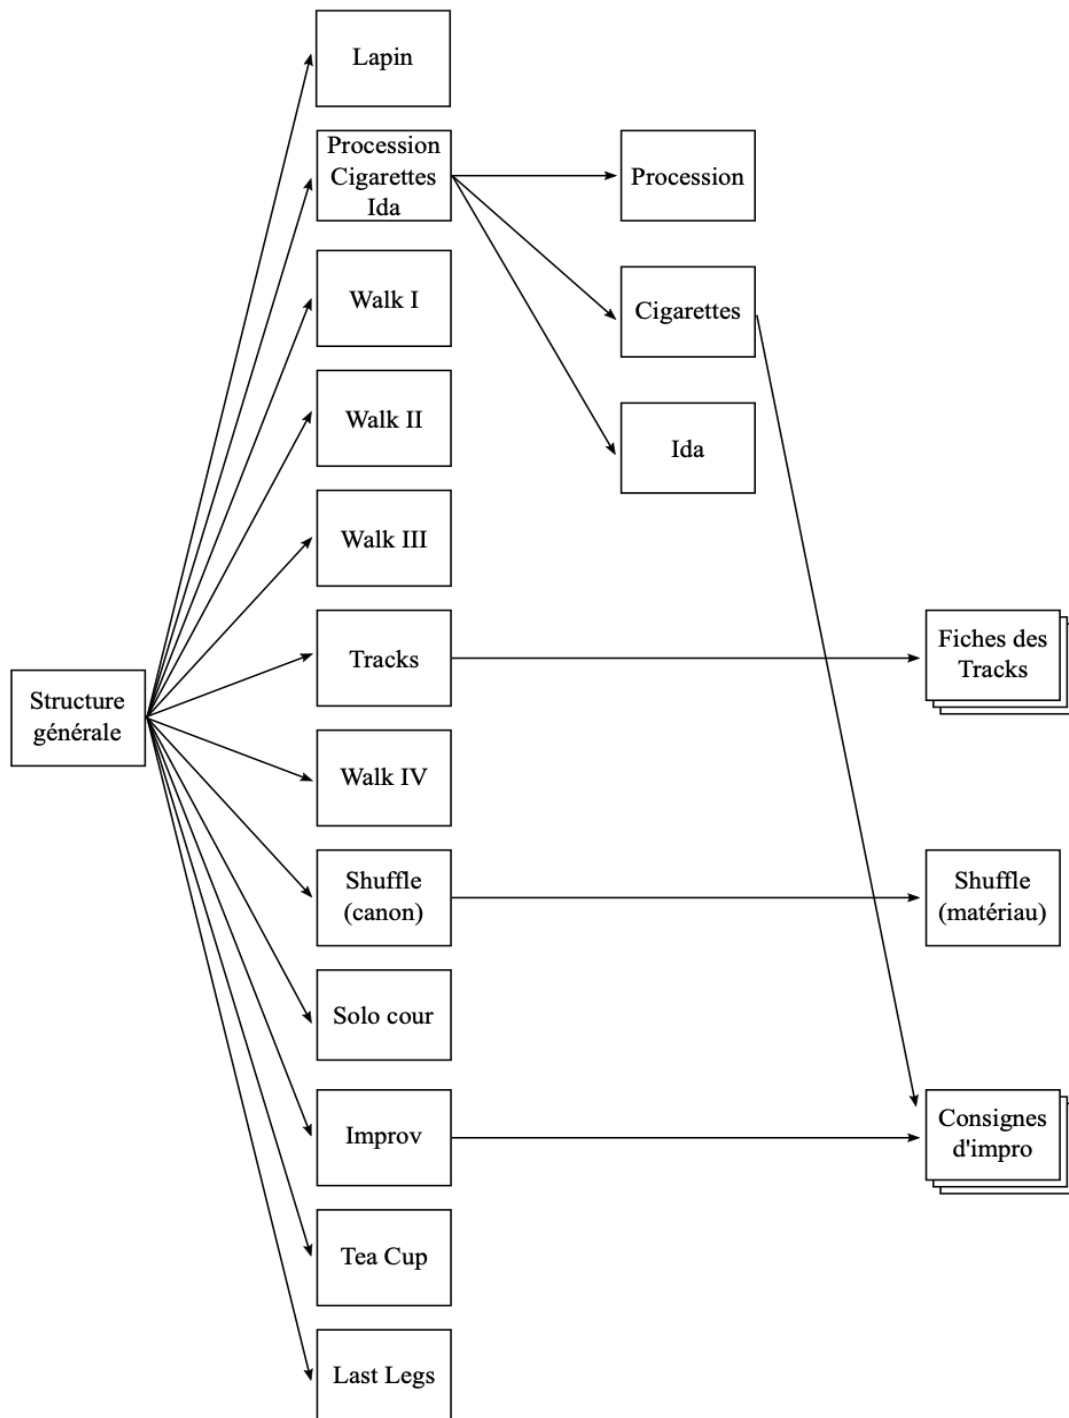 Lapin
Procession
Cigarettes
Ida
Procession
Walk I
Cigarettes
Walk II
Ida
Walk III
Tracks
Fiches des
Tracks
Structure
générale
Walk IV
Shuffle
(canon)
Shuffle
(matériau)
Solo cour
Improv
Consignes
d'impro
Tea Cup
Last Legs